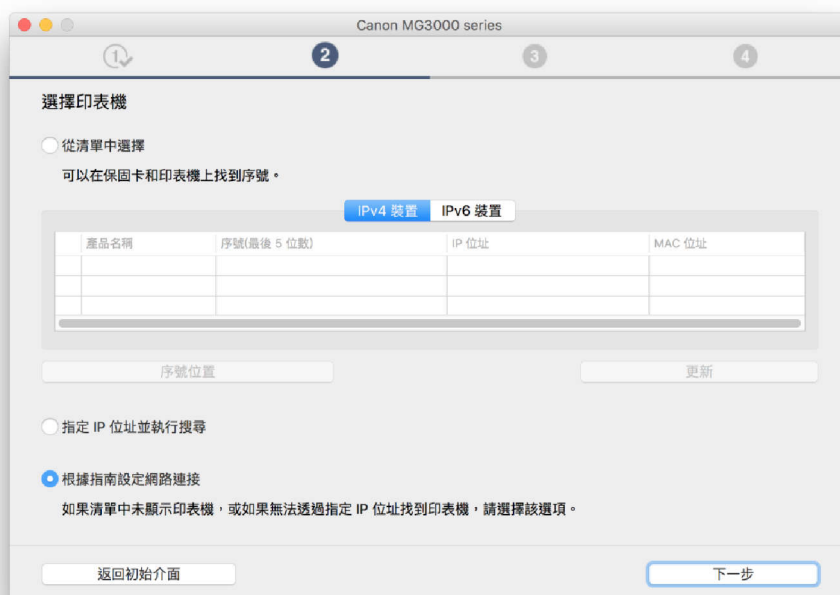 Canon MG3000 series
1 2 3 4
選擇印表機
從清單中選擇
可以在保固卡和印表機上找到序號。
IPv4 裝置 IPv6 裝置
產品名稱 序號(最後 5 位數) IP 位址 MAC 位址
序號位置 更新
指定 IP 位址並執行搜尋
根據指南設定網路連接
如果清單中未顯示印表機，或如果無法透過指定 IP 位址找到印表機，請選擇該選項。
返回初始介面 下一步